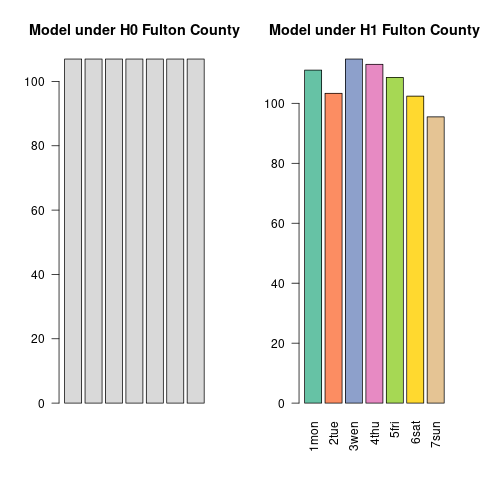 Model under H0 Fulton County
100
80
60
40
20
0
Model under H1 Fulton County
100
80
60
40
20
0
1mon
2tue
3wen
4thu
5fri
6sat
7sun